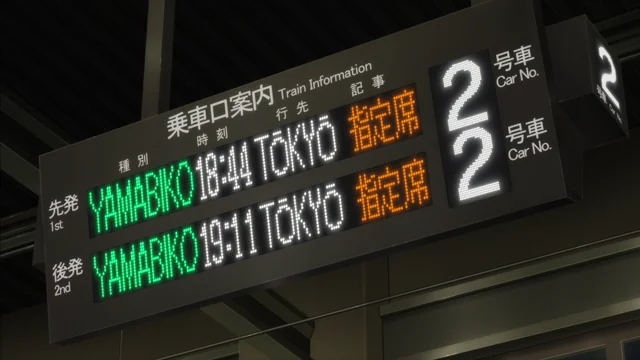 乗車口案内 Train Information
種別 時刻 行先 記事
先発 1st YAMABIKO 18:44 TŌKYŌ 指定席 2 号車 Car No.
後発 2nd YAMABIKO 19:11 TŌKYŌ 指定席 2 号車 Car No.
2